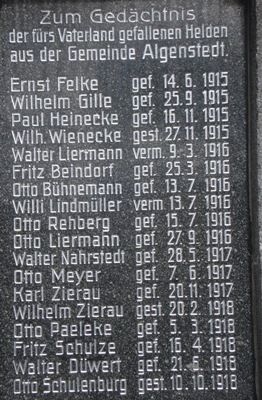 Zum Gedächtnis
der fürs Vaterland gefallenen Helden
aus der Gemeinde Algenstedt.
Ernst Felke gef. 14. 6. 1915
Wilhelm Gille gef. 25. 9. 1915
Paul Heinecke gef. 16. 11. 1915
Wilh. Wienecke gest. 27. 11. 1915
Walter Liermann verm. 9. 3. 1916
Fritz Beindorf gef. 25. 3. 1916
Otto Bühnemann gef. 13. 7. 1916
Willi Lindmüller verm. 13. 7. 1916
Otto Rehberg gef. 15. 7. 1916
Otto Liermann gef. 27. 9. 1916
Walter Nahrstedt gef. 28. 5. 1917
Otto Meyer gef. 7. 6. 1917
Karl Zierau gef. 20. 11. 1917
Wilhelm Zierau gest. 20. 2. 1918
Otto Paeleke gef. 5. 3. 1918
Fritz Schulze gef. 16. 4. 1918
Walter Düwert gef. 21. 6. 1918
Otto Schulenburg gest. 10. 10. 1918